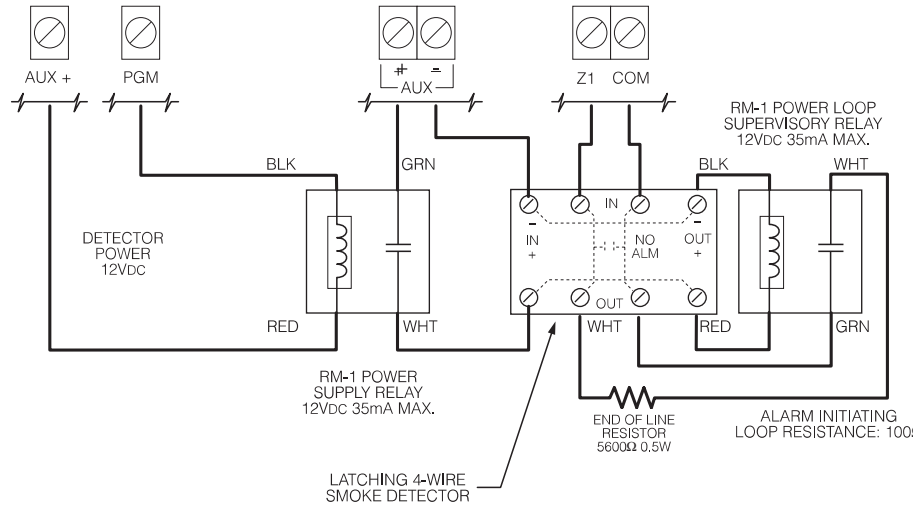 AUX +
PGM
+ -
AUX
Z1 COM
RM-1 POWER LOOP
SUPERVISORY RELAY
12VDC 35mA MAX.
BLK
GRN
BLK
WHT
DETECTOR
POWER
12VDC
IN
-
IN
+
NO
ALM
-
OUT
+
OUT
RED
WHT
WHT
RED
GRN
RM-1 POWER
SUPPLY RELAY
12VDC 35mA MAX.
END OF LINE
RESISTOR
5600Ω 0.5W
ALARM INITIATING
LOOP RESISTANCE: 100
LATCHING 4-WIRE
SMOKE DETECTOR